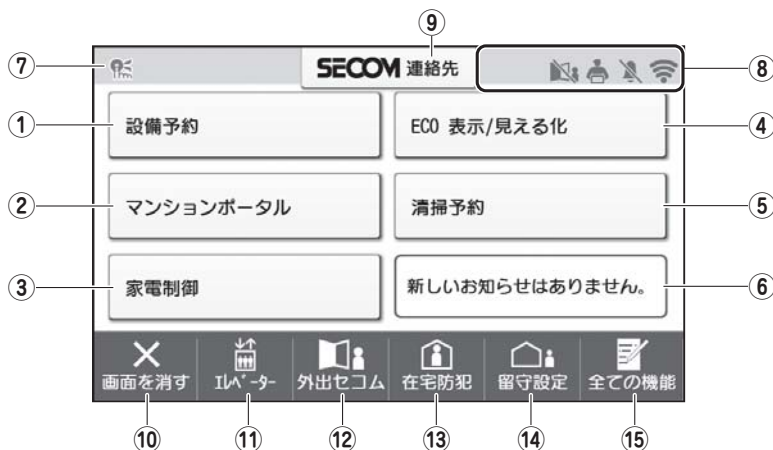 ⑨
⑦
SECOM 連絡先
⑧
①
設備予約
ECO 表示/見える化
④
②
マンションポータル
清掃予約
⑤
③
家電制御
新しいお知らせはありません。
⑥
画面を消す
エレベーター
外出セコム
在宅防犯
留守設定
全ての機能
⑩
⑪
⑫
⑬
⑭
⑮